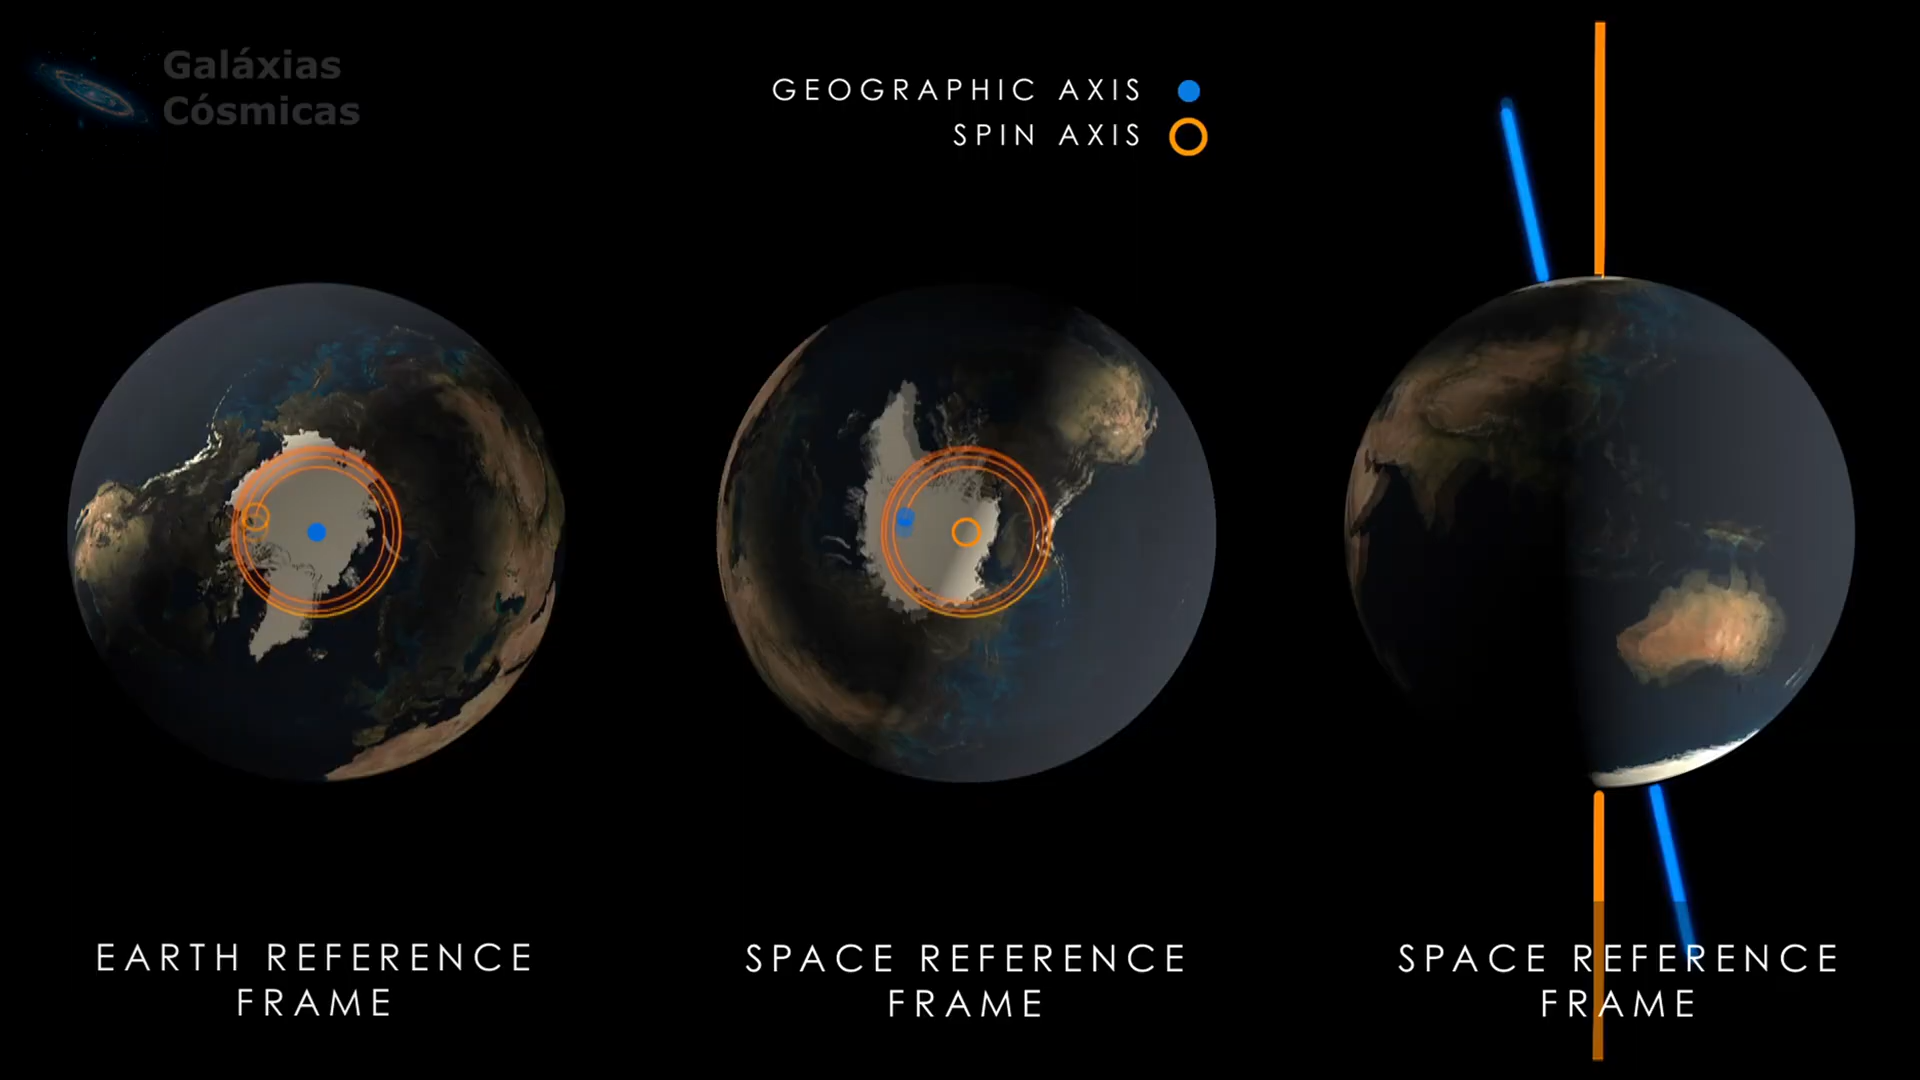 Galáxias
Cósmicas
GEOGRAPHIC AXIS
SPIN AXIS
EARTH REFERENCE
FRAME
SPACE REFERENCE
FRAME
SPACE REFERENCE
FRAME